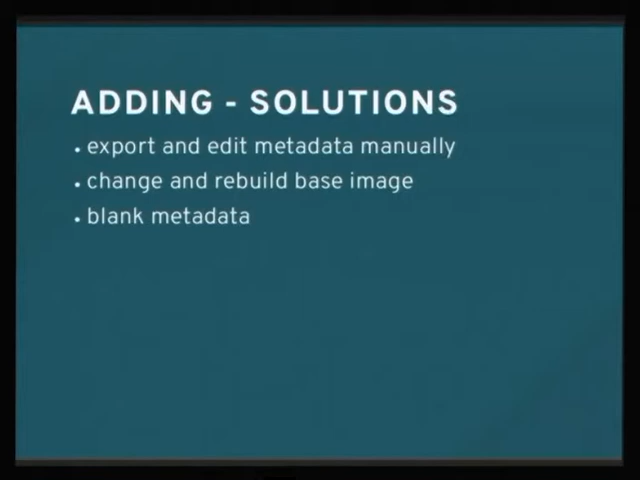 ADDING - SOLUTIONS
• export and edit metadata manually
• change and rebuild base image
• blank metadata